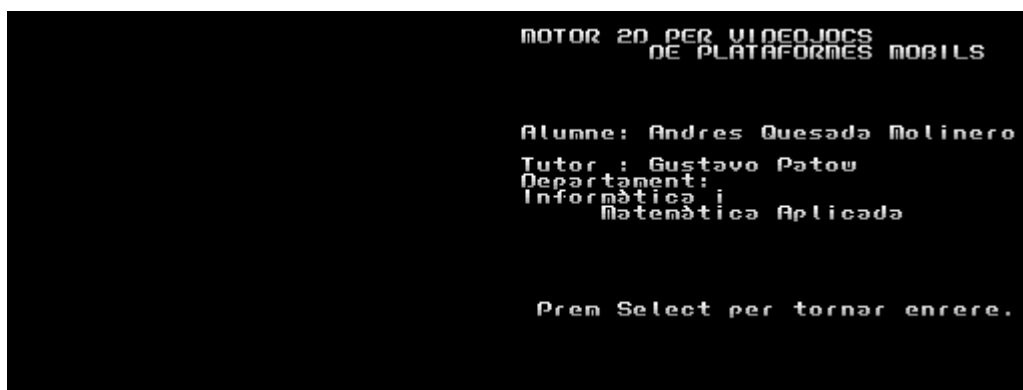 MOTOR 2D PER VIDEOJOCS
DE PLATAFORMES MOBILS
Alumne: Andres Quesada Molinero
Tutor : Gustavo Patow
Departament:
Informàtica i
Matemàtica Aplicada
Prem Select per tornar enrere.